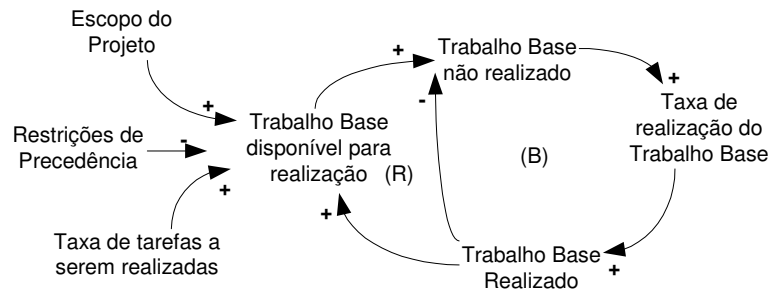 Escopo do
Projeto
+
Restrições de
Precedência
-
Taxa de tarefas a
serem realizadas
+
Trabalho Base
disponível para
realização (R)
+
Trabalho Base
não realizado
-
(B)
+
Taxa de
realização do
Trabalho Base
+
Trabalho Base
Realizado
+